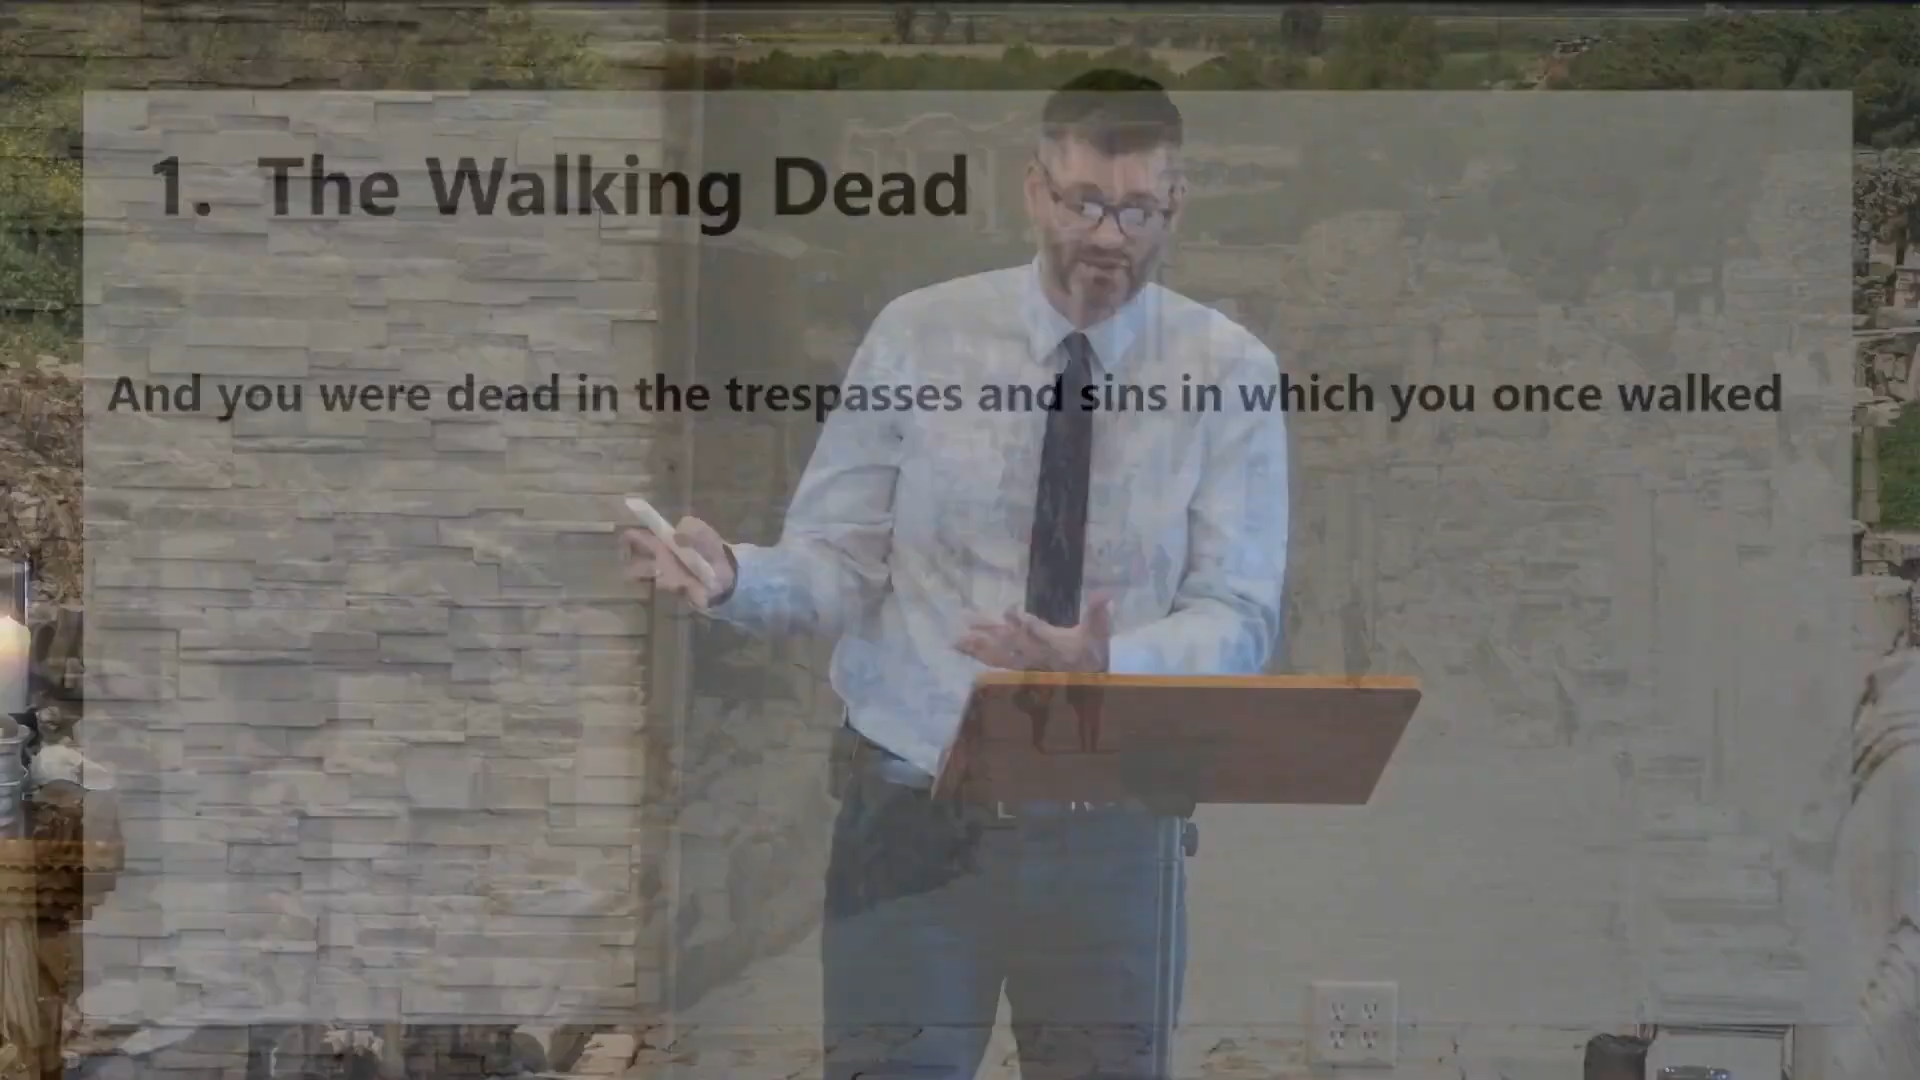 1. The Walking Dead
And you were dead in the trespasses and sins in which you once walked